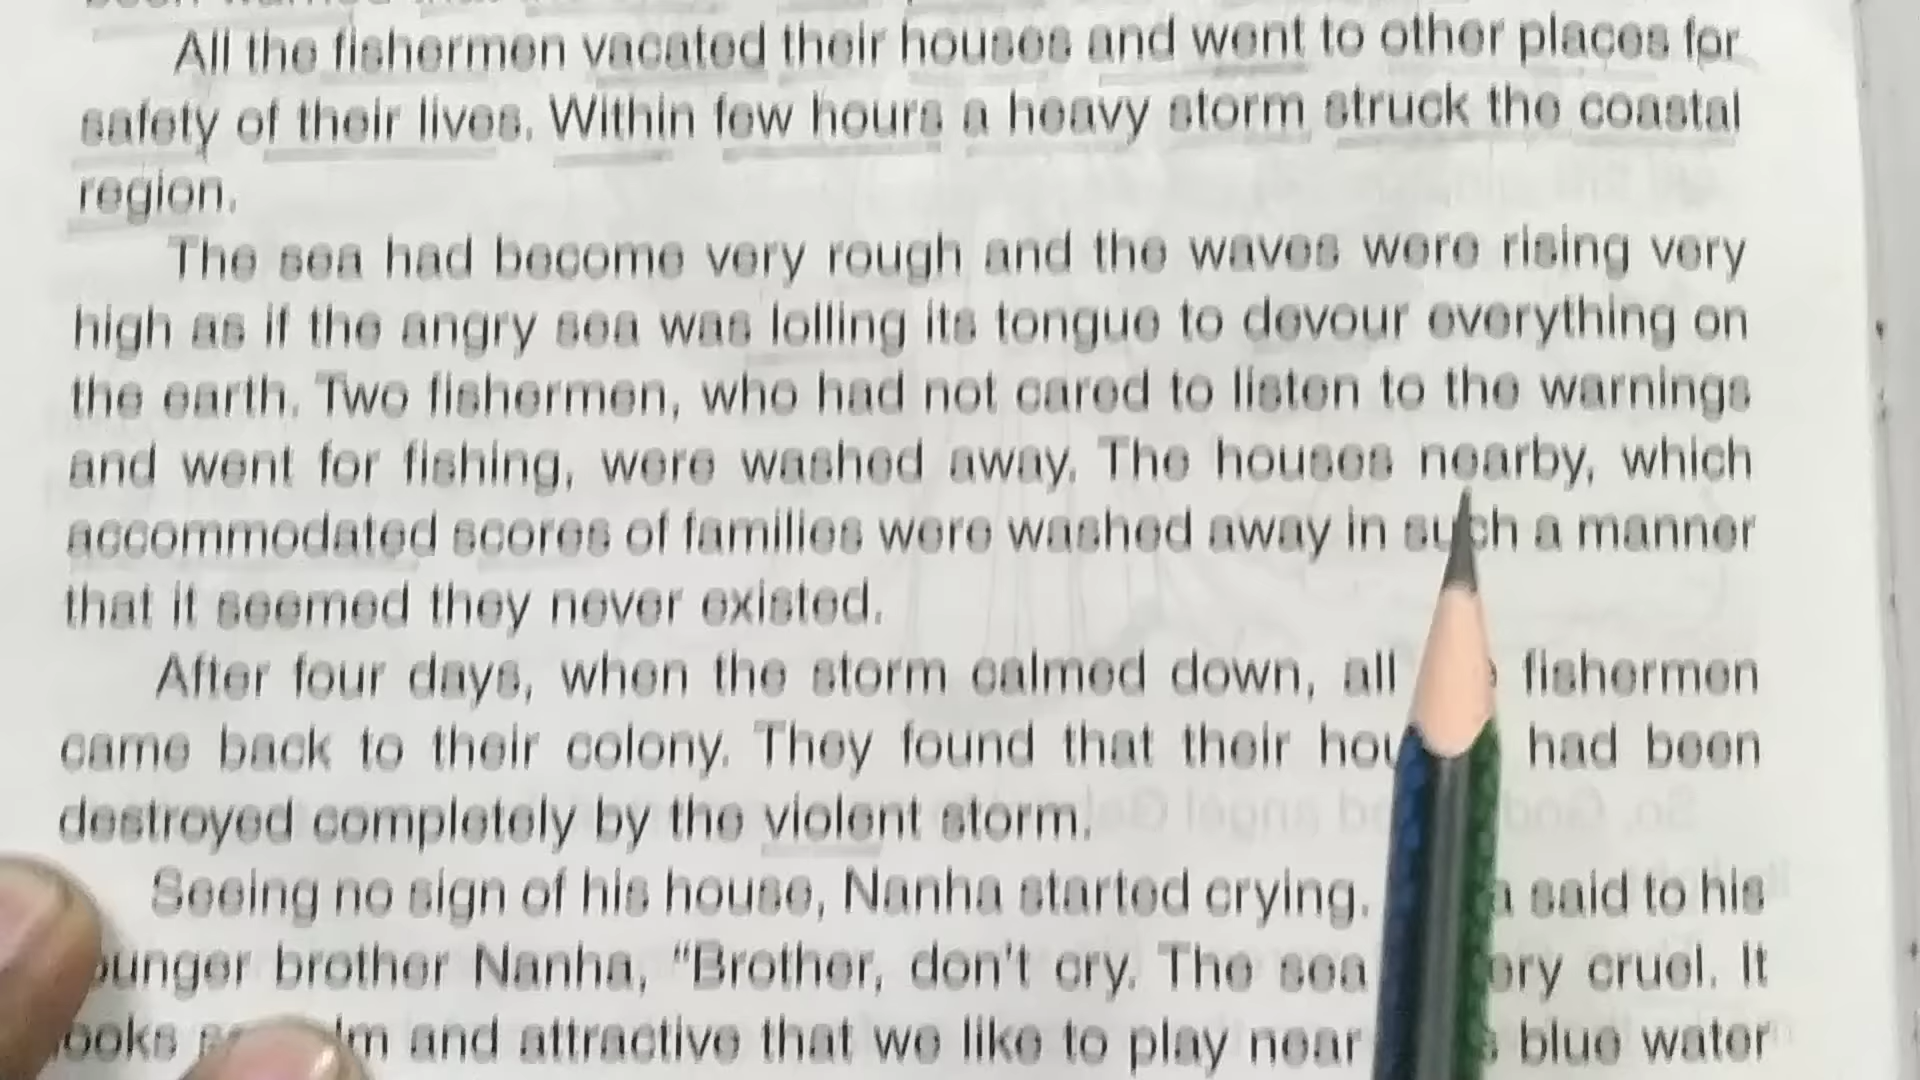 All the fishermen vacated their houses and went to other places for
safety of their lives. Within few hours a heavy storm struck the coastal
region.
The sea had become very rough and the waves were rising very
high as if the angry sea was lolling its tongue to devour everything on
the earth. Two fishermen, who had not cared to listen to the warnings
and went for fishing, were washed away. The houses nearby, which
accommodated scores of families were washed away in such a manner
that it seemed they never existed.
After four days, when the storm calmed down, all fishermen
came back to their colony. They found that their had been
destroyed completely by the violent storm.
Seeing no sign of his house, Nanha started crying. said to his
brother Nanha, "Brother, don't cry. The sea cruel. It
and attractive that we like to play near blue water